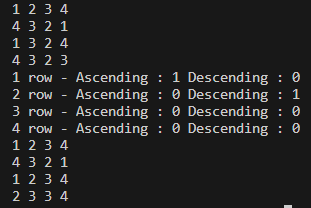 1 2 3 4
4 3 2 1
1 3 2 4
4 3 2 3
1 row - Ascending : 1 Descending : 0
2 row - Ascending : 0 Descending : 1
3 row - Ascending : 0 Descending : 0
4 row - Ascending : 0 Descending : 0
1 2 3 4
4 3 2 1
1 2 3 4
2 3 3 4